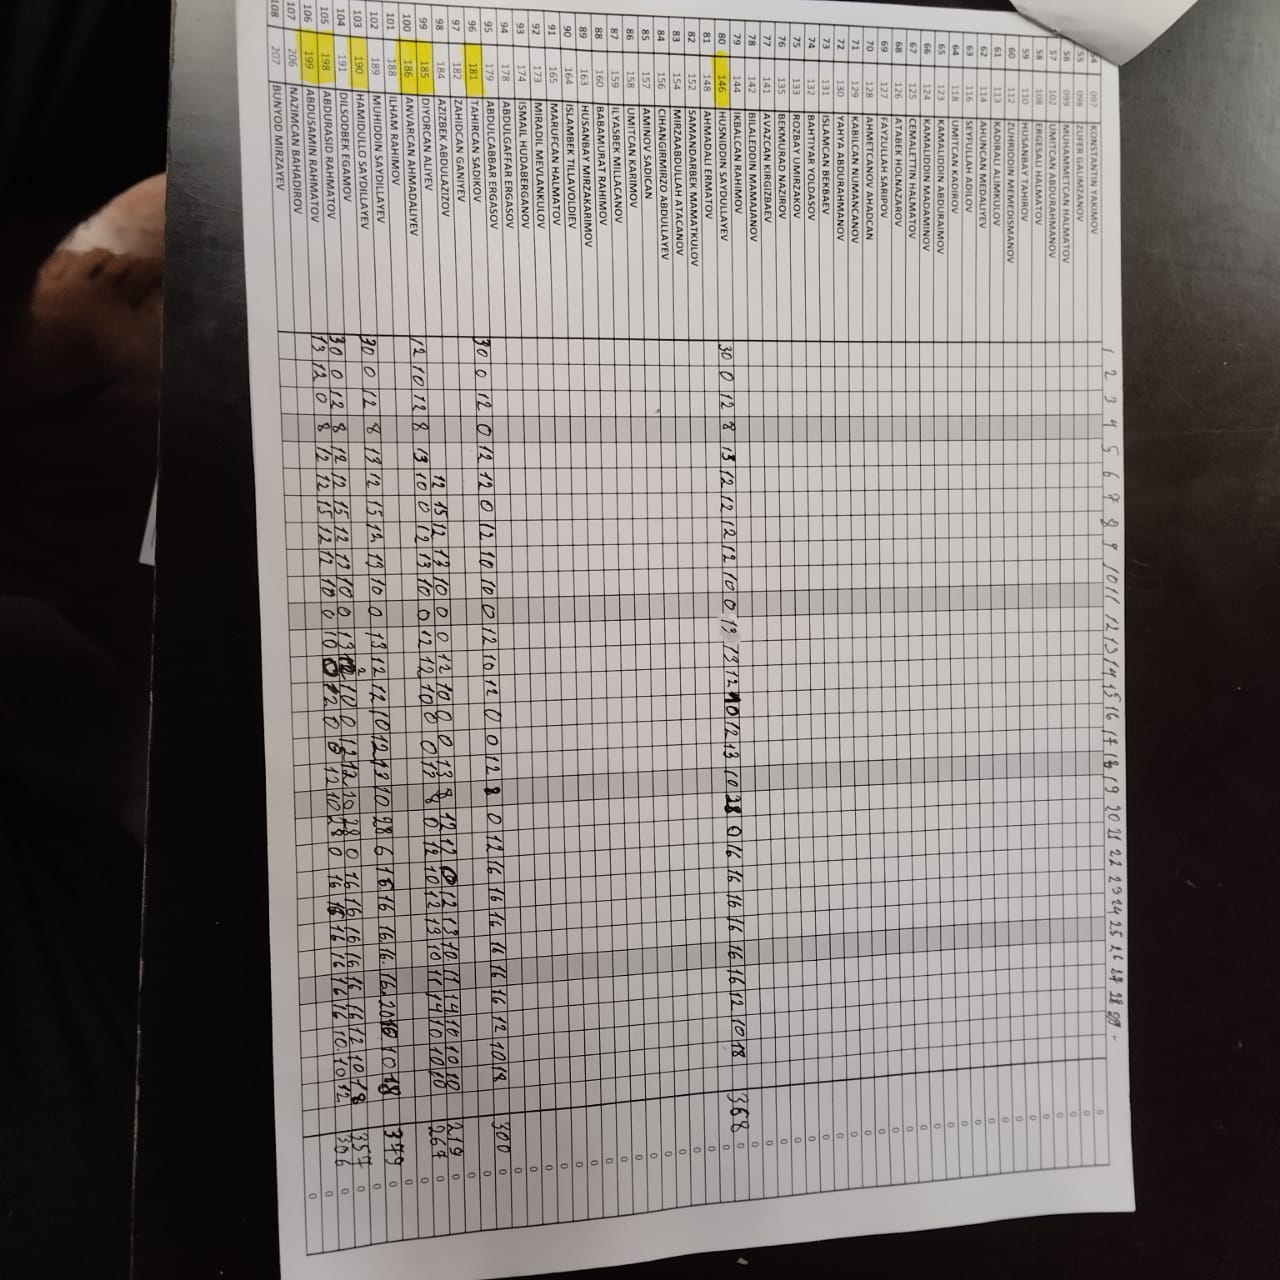 1 2 3 4 5 6 7 8 9 10 11 12 13 14 15 16 17 18 19 20 21 22 23 24 25 26 27 28 29 -
54 097 KONSTANTIN YAKIMOV 0
55 098 ZUFER GALIMZANOV 0
56 099 MUHAMMETCAN HALMATOV 0
57 102 UMITCAN ABDURAHMANOV 0
58 108 ERGESALI HALMATOV 0
59 110 HUSANBAY TAHIROV 0
60 112 ZUHRIDDIN MEMEDISMANOV 0
61 113 KADIRALI ALIMKULOV 0
62 114 AHUNCAN MEDALIYEV 0
63 116 SEYFULLAH ADILOV 0
64 118 UMITCAN KADIROV 0
65 123 KAMALIDDIN ABDURAIMOV 0
66 124 KAMALIDDIN MADAMINOV 0
67 125 CEMALETTIN HALMATOV 0
68 126 ATABEK HOLNAZAROV 0
69 127 FAYZULLAH SARIPOV 0
70 128 AHMETCANOV AHADCAN 0
71 129 KABILCAN NUMANCANOV 0
72 130 YAHYA ABDURAHMANOV 0
73 131 ISLAMCAN BEKBAEV 0
74 132 BAHTIYAR YOLDASOV 0
75 133 ROZBAY UMIRZAKOV 0
76 135 BEKMURAD NAZIROV 0
77 141 AVAZCAN KIRGIZBAEV 0
78 142 BILALEDDIN MAMAJANOV 0
79 144 IKBALCAN RAHIMOV 0
80 146 HUSNIDDIN SAYDULLAYEV 30 0 12 8 13 12 12 12 12 10 0 13 13 12 10 12 13 10 28 0 16 16 16 16 16 16 12 10 18 368 0
81 148 AHMADALI ERMATOV 0
82 152 SAMANDARBEK MAMATKULOV 0
83 154 MIRZAABDULLAH ATACANOV 0
84 156 CIHANGIRMIRZO ABDULLAYEV 0
85 157 AMINOV SADICAN 0
86 158 UMITCAN KARIMOV 0
87 159 ILYASBEK MILLACANOV 0
88 160 BABAMURAT RAHIMOV 0
89 163 HUSANBAY MIRZAKARIMOV 0
90 164 ISLAMBEK TILLAVOLDIEV 0
91 165 MARUFCAN HALMATOV 0
92 173 MIRADIL MEVLANKULOV 0
93 174 ISMAIL HUDABERGANOV 0
94 178 ABDULGAFFAR ERGASOV 0
95 179 ABDULCABBAR ERGASOV 0
96 181 TAHIRCAN SADIKOV 30 0 12 0 12 12 0 12 10 10 0 12 10 12 0 0 12 8 0 12 16 16 16 16 16 16 12 10 18 300 0
97 182 ZAHIDCAN GANIYEV 0
98 184 AZIZBEK ABDULAZIZOV 0
99 185 DIYORCAN ALIYEV 12 15 12 13 10 0 0 12 10 0 0 13 8 12 12 0 12 13 10 11 14 10 10 10 219 0
100 186 ANVARCAN AHMADALIYEV 12 10 12 8 13 10 0 12 13 10 0 12 12 10 0 0 13 8 0 12 10 12 13 10 11 14 10 10 10 267 0
101 188 ILHAM RAHIMOV 0
102 189 MUHIDDIN SAYDILLAYEV 0
103 190 HAMIDULLO SAYDILLAYEV 30 0 12 8 13 12 15 12 13 10 0 13 12 12 10 12 13 10 28 6 16 16 16 16 16 20 10 10 18 379 0
104 191 DILSODBEK EGAMOV 0
105 198 ABDURASID RAHMATOV 30 0 12 8 12 12 15 12 12 10 0 13 12 10 0 12 12 10 28 0 16 16 16 16 16 16 12 10 18 357 0
106 199 ABDUSAMIN RAHMATOV 13 12 0 8 12 12 15 12 12 10 0 10 0 12 0 0 12 10 28 0 16 16 16 16 16 16 10 10 12 306 0
107 206 NAZIMCAN BAHADIROV 0
108 207 BUNYOD MIRZAYEV 0